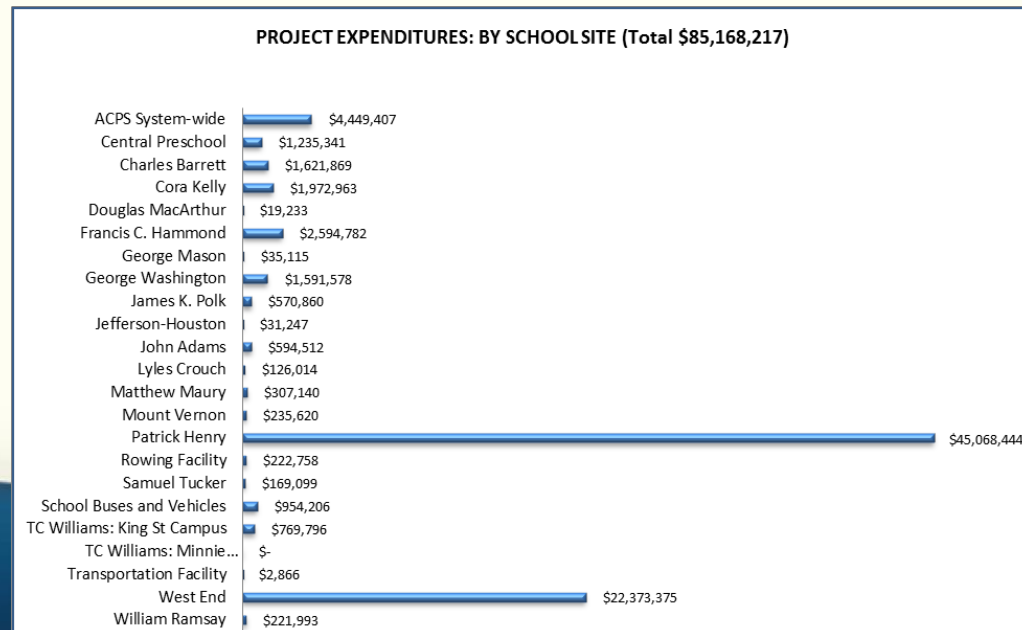 PROJECT EXPENDITURES: BY SCHOOL SITE (Total $85,168,217)
ACPS System-wide $4,449,407
Central Preschool $1,235,341
Charles Barrett $1,621,869
Cora Kelly $1,972,963
Douglas MacArthur $19,233
Francis C. Hammond $2,594,782
George Mason $35,115
George Washington $1,591,578
James K. Polk $570,860
Jefferson-Houston $31,247
John Adams $594,512
Lyles Crouch $126,014
Matthew Maury $307,140
Mount Vernon $235,620
Patrick Henry $45,068,444
Rowing Facility $222,758
Samuel Tucker $169,099
School Buses and Vehicles $954,206
TC Williams: King St Campus $769,796
TC Williams: Minnie... $-
Transportation Facility $2,866
West End $22,373,375
William Ramsay $221,993